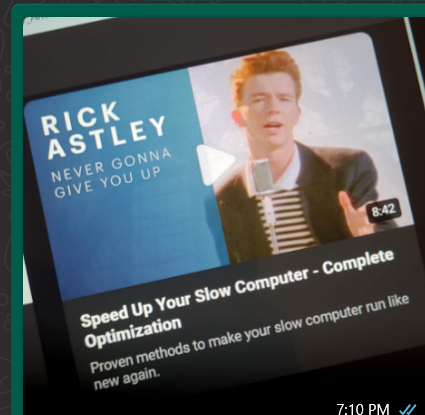 RICK
ASTLEY
NEVER GONNA
GIVE YOU UP
8:42
Speed Up Your Slow Computer - Complete
Optimization
Proven methods to make your slow computer run like
new again.
7:10 PM